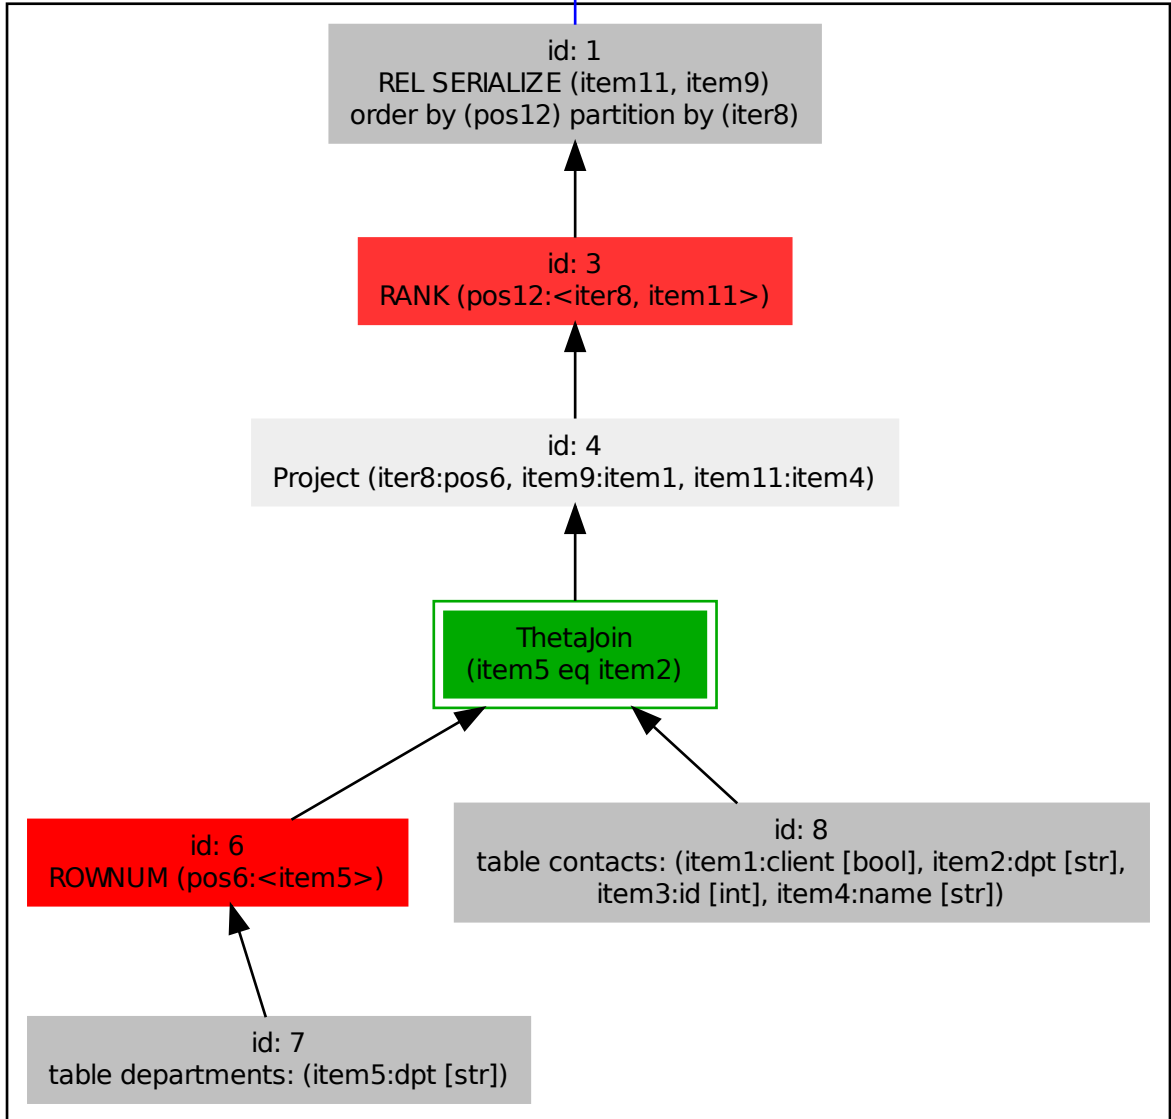 id: 1
REL SERIALIZE (item11, item9)
order by (pos12) partition by (iter8)
id: 3
RANK (pos12:<iter8, item11>)
id: 4
Project (iter8:pos6, item9:item1, item11:item4)
ThetaJoin
(item5 eq item2)
id: 6
ROWNUM (pos6:<item5>)
id: 8
table contacts: (item1:client [bool], item2:dpt [str],
item3:id [int], item4:name [str])
id: 7
table departments: (item5:dpt [str])